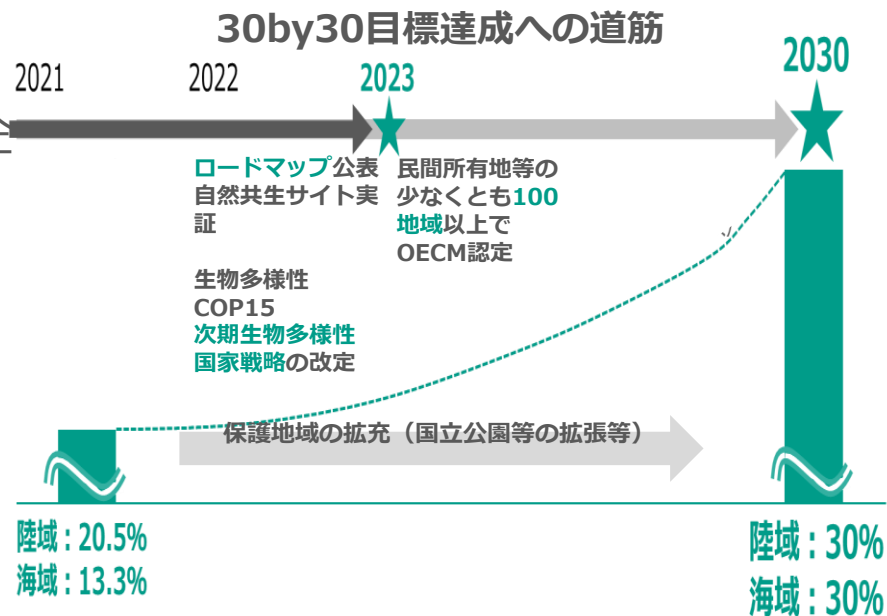 30by30目標達成への道筋
2021
2022
2023
2030
ロードマップ公表
自然共生サイト実
証
生物多様性
COP15
次期生物多様性
国家戦略の改定
民間所有地等の
少なくとも100
地域以上で
OECM認定
保護地域の拡充（国立公園等の拡張等）
陸域：20.5%
海域：13.3%
陸域：30%
海域：30%